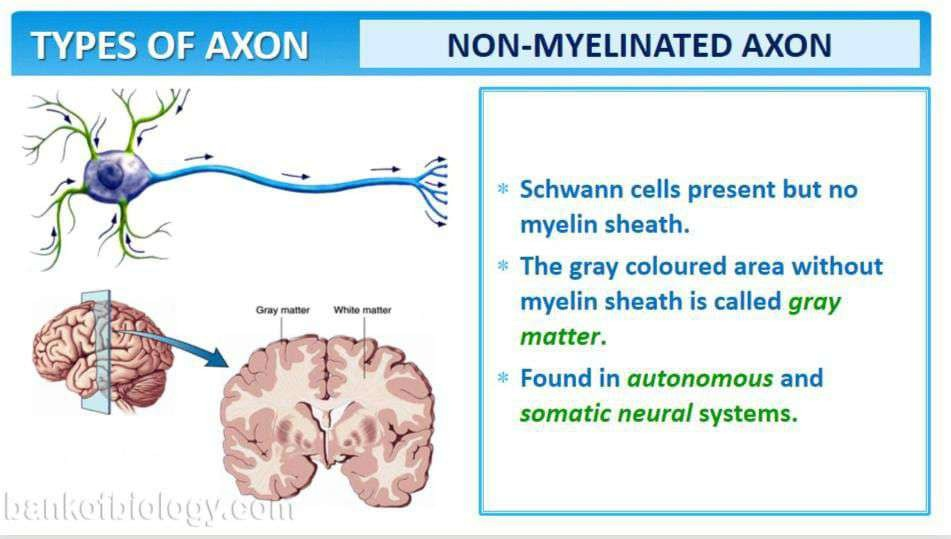 TYPES OF AXON
NON-MYELINATED AXON
Gray matter
White matter
* Schwann cells present but no
myelin sheath.
* The gray coloured area without
myelin sheath is called gray
matter.
* Found in autonomous and
somatic neural systems.
bankofbiology.com